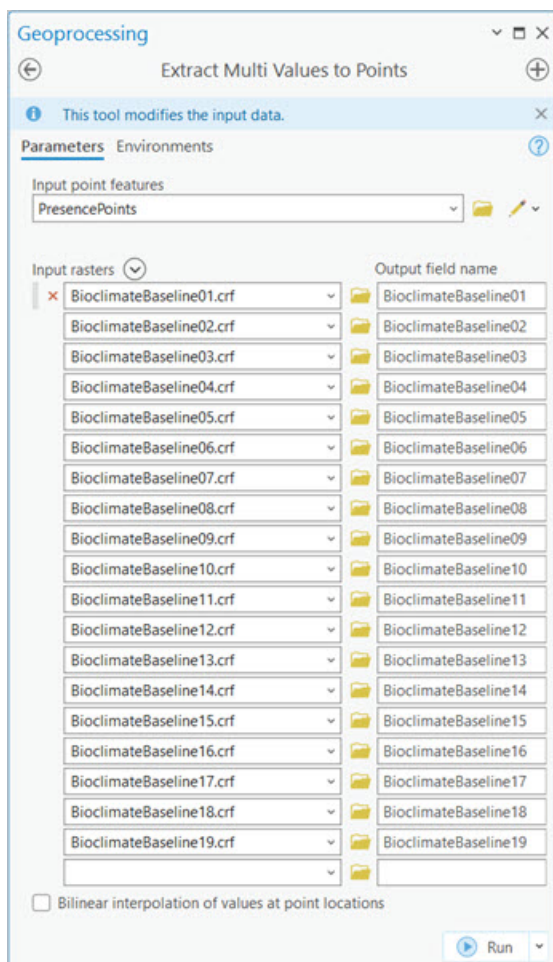 Geoprocessing
Extract Multi Values to Points
This tool modifies the input data.
Parameters Environments
Input point features
PresencePoints
Input rasters Output field name
BioclimateBaseline01.crf BioclimateBaseline01
BioclimateBaseline02.crf BioclimateBaseline02
BioclimateBaseline03.crf BioclimateBaseline03
BioclimateBaseline04.crf BioclimateBaseline04
BioclimateBaseline05.crf BioclimateBaseline05
BioclimateBaseline06.crf BioclimateBaseline06
BioclimateBaseline07.crf BioclimateBaseline07
BioclimateBaseline08.crf BioclimateBaseline08
BioclimateBaseline09.crf BioclimateBaseline09
BioclimateBaseline10.crf BioclimateBaseline10
BioclimateBaseline11.crf BioclimateBaseline11
BioclimateBaseline12.crf BioclimateBaseline12
BioclimateBaseline13.crf BioclimateBaseline13
BioclimateBaseline14.crf BioclimateBaseline14
BioclimateBaseline15.crf BioclimateBaseline15
BioclimateBaseline16.crf BioclimateBaseline16
BioclimateBaseline17.crf BioclimateBaseline17
BioclimateBaseline18.crf BioclimateBaseline18
BioclimateBaseline19.crf BioclimateBaseline19
Bilinear interpolation of values at point locations
Run